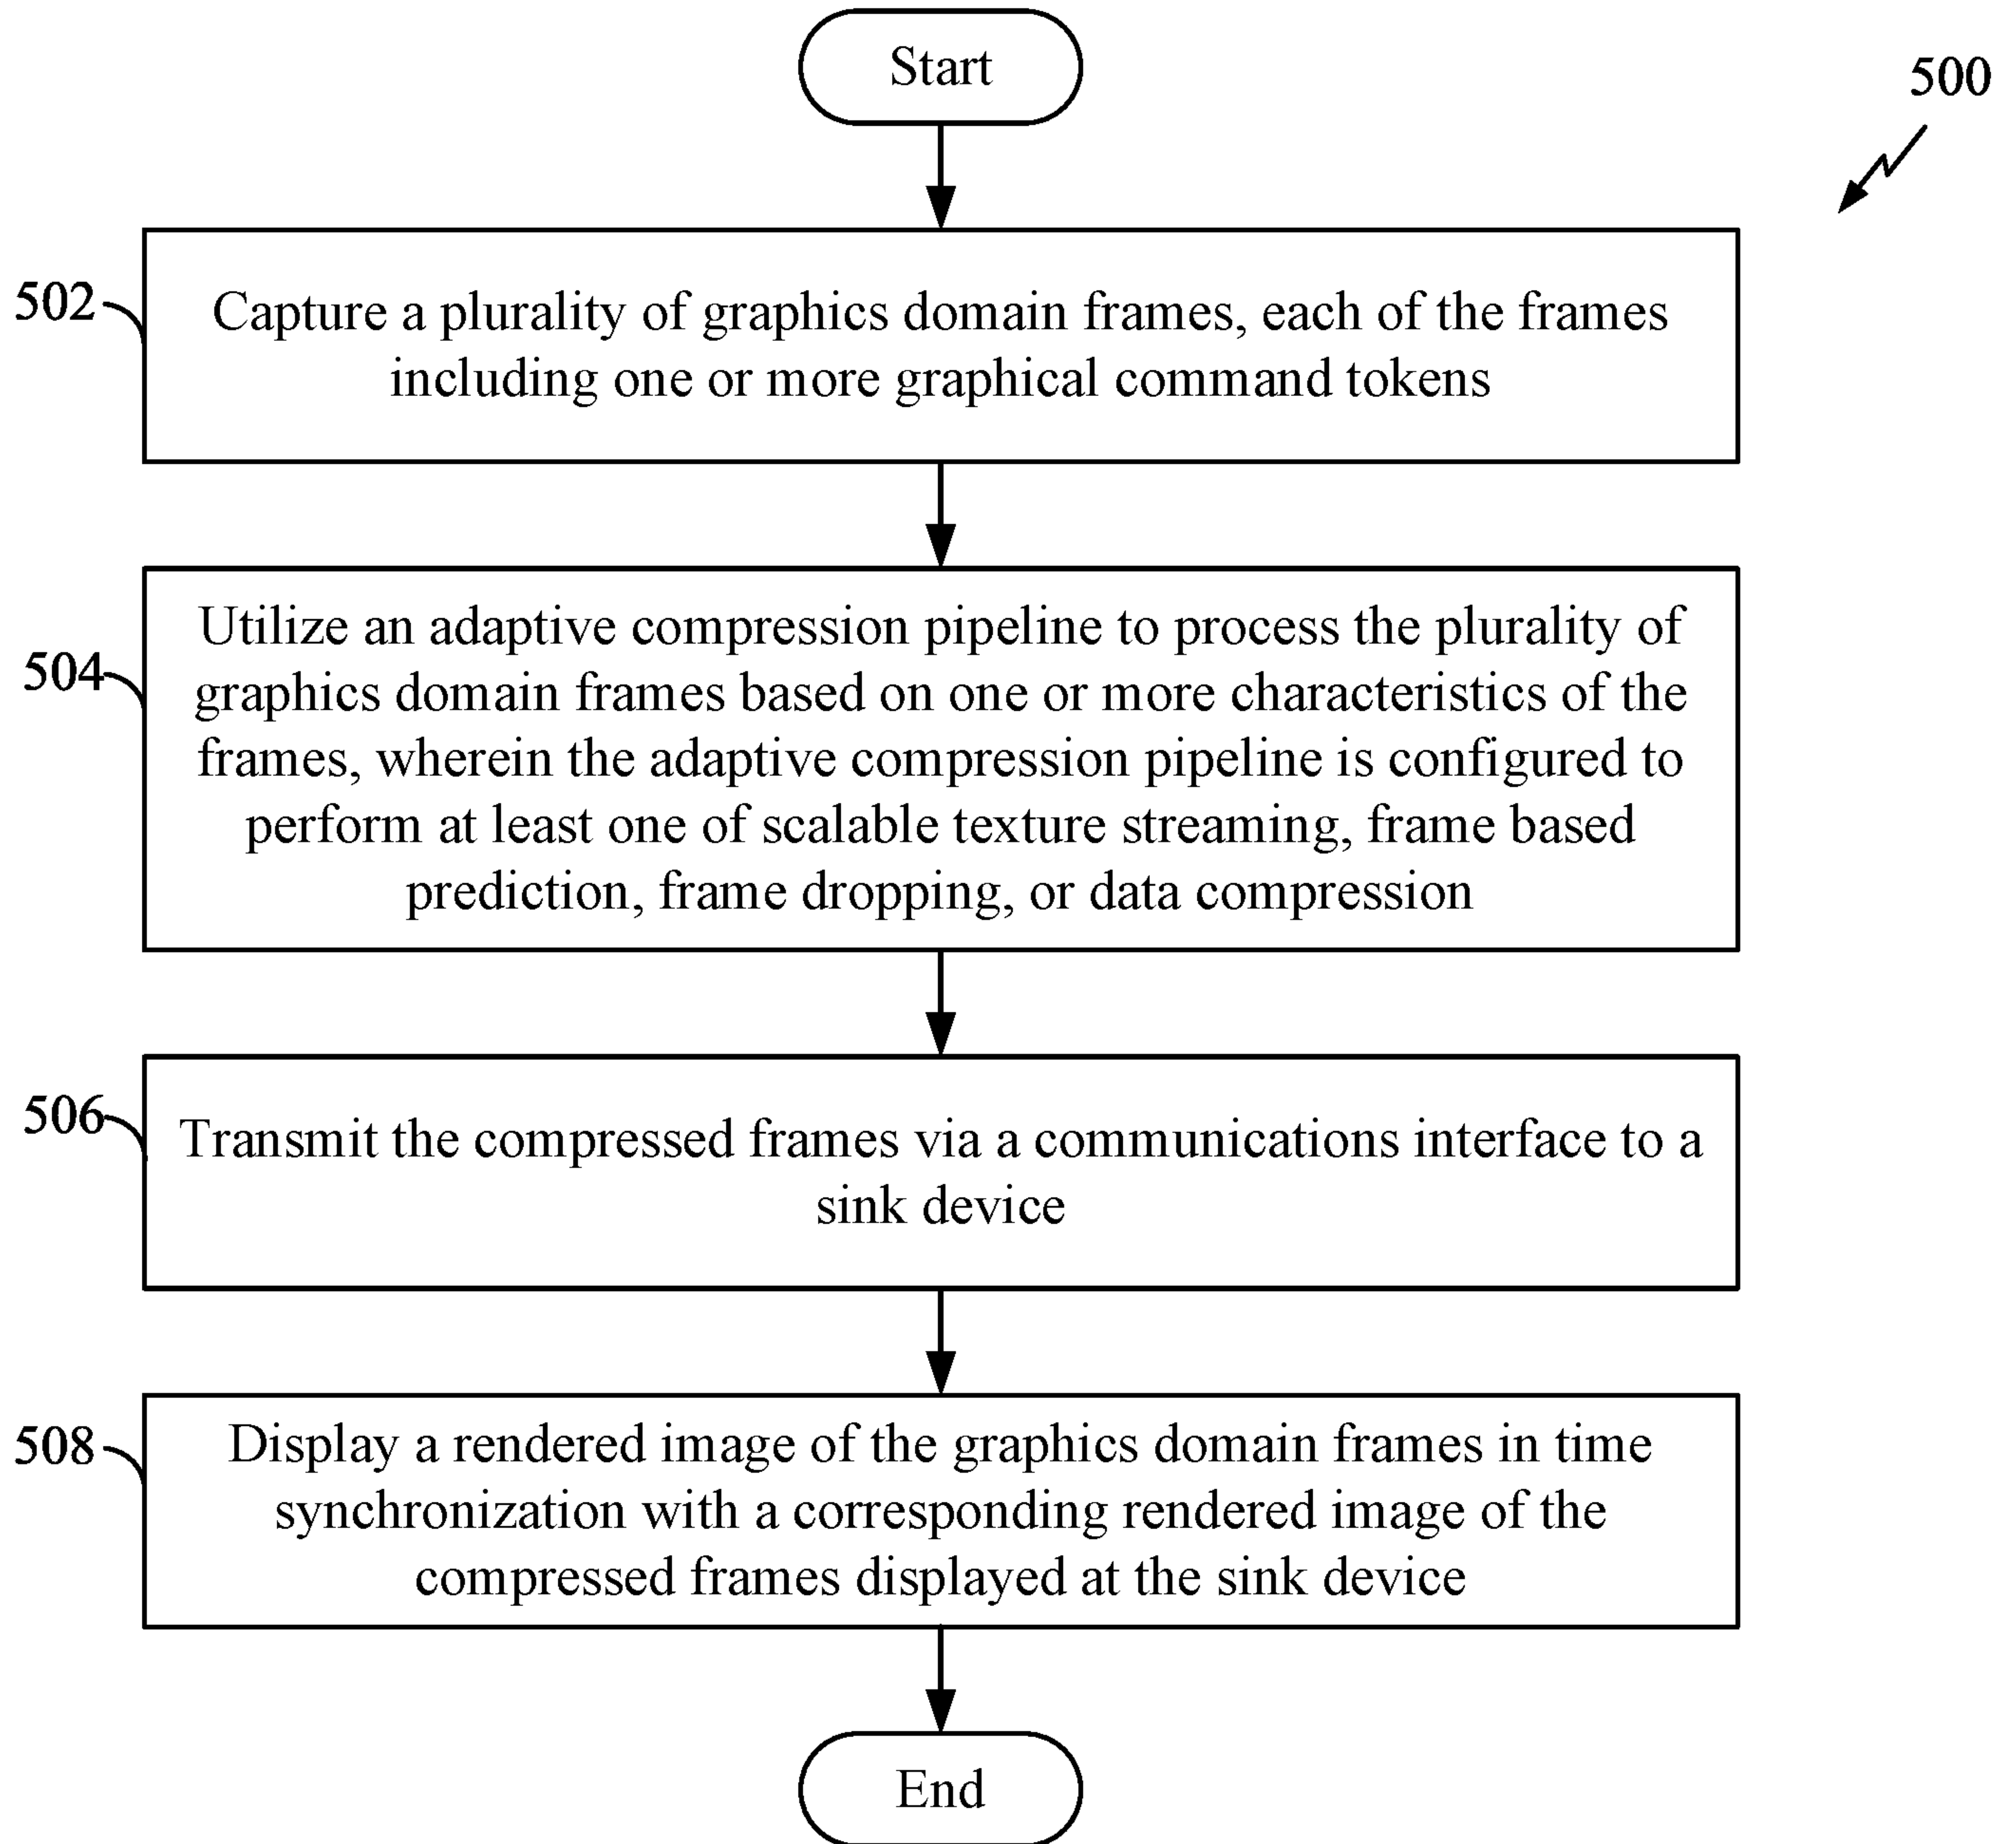 Start
500
502
Capture a plurality of graphics domain frames, each of the frames
including one or more graphical command tokens
504
Utilize an adaptive compression pipeline to process the plurality of
graphics domain frames based on one or more characteristics of the
frames, wherein the adaptive compression pipeline is configured to
perform at least one of scalable texture streaming, frame based
prediction, frame dropping, or data compression
506
Transmit the compressed frames via a communications interface to a
sink device
508
Display a rendered image of the graphics domain frames in time
synchronization with a corresponding rendered image of the
compressed frames displayed at the sink device
End